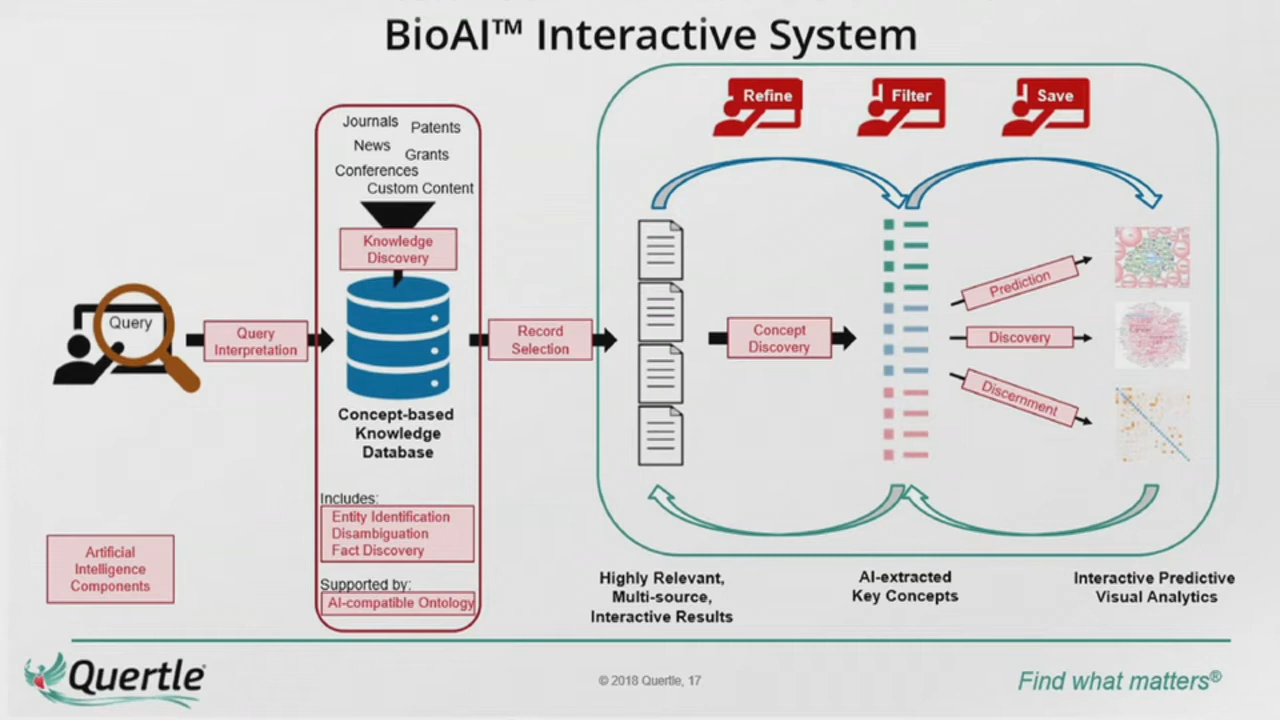 BioAI™ Interactive System
Journals
Patents
News
Grants
Conferences
Custom Content
Knowledge
Discovery
Query
Query
Interpretation
Concept-based
Knowledge
Database
Includes:
Entity Identification
Disambiguation
Fact Discovery
Supported by:
AI-compatible Ontology
Artificial
Intelligence
Components
Record
Selection
Refine
Filter
Save
Concept
Discovery
Prediction
Discovery
Discernment
Highly Relevant,
Multi-source,
Interactive Results
AI-extracted
Key Concepts
Interactive Predictive
Visual Analytics
Quertle®
© 2018 Quertle, 17
Find what matters®